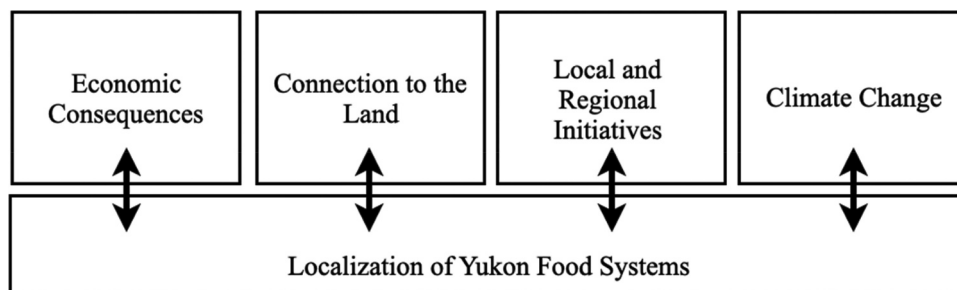 Economic
Consequences
Connection to the
Land
Local and
Regional
Initiatives
Climate Change
Localization of Yukon Food Systems